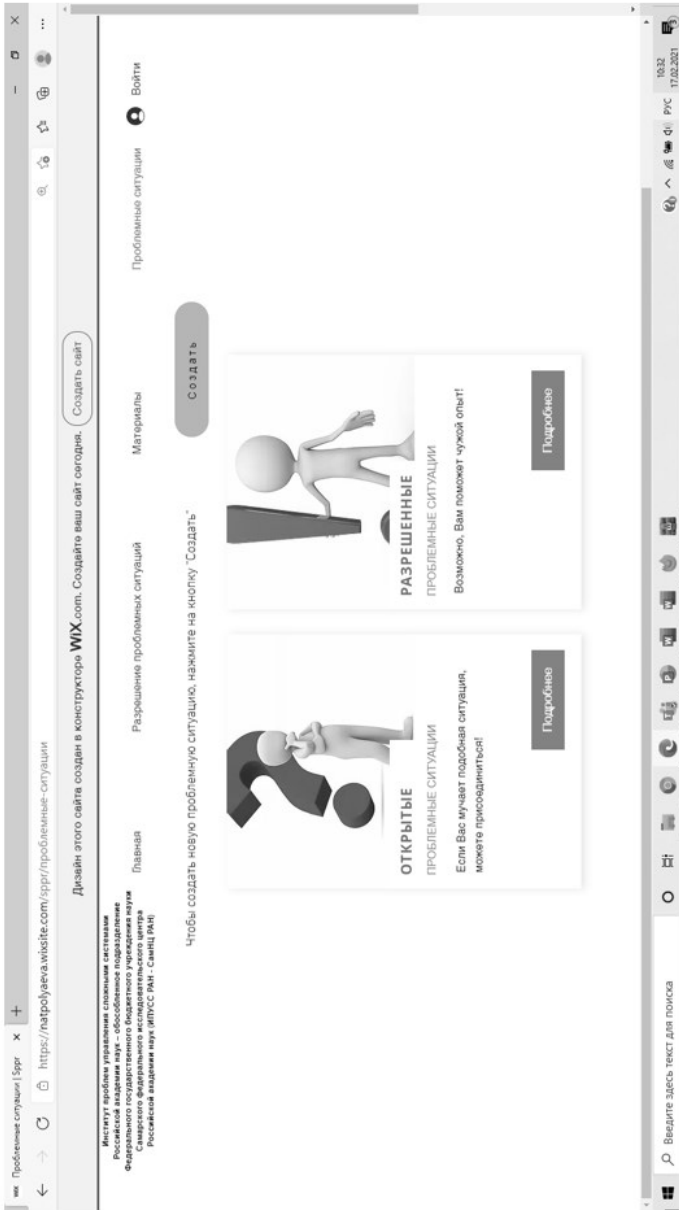 wix Проблемные ситуации | Sppr
https://natpolyaeva.wixsite.com/sppr/проблемные-ситуации
Дизайн этого сайта создан в конструкторе WiX.com. Создайте ваш сайт сегодня. Создать сайт
Институт проблем управления сложными системами
Российской академии наук – обособленное подразделение
Федерального государственного бюджетного учреждения науки
Самарского федерального исследовательского центра
Российской академии наук (ИПУСС РАН - СамНЦ РАН)
Главная
Разрешение проблемных ситуаций
Материалы
Проблемные ситуации
Войти
Чтобы создать новую проблемную ситуацию, нажмите на кнопку "Создать"
Создать
ОТКРЫТЫЕ
ПРОБЛЕМНЫЕ СИТУАЦИИ
Если Вас мучает подобная ситуация,
можете присоединиться!
Подробнее
РАЗРЕШЕННЫЕ
ПРОБЛЕМНЫЕ СИТУАЦИИ
Возможно, Вам поможет чужой опыт!
Подробнее
Введите здесь текст для поиска
РУС
10:32
17.02.2021
3